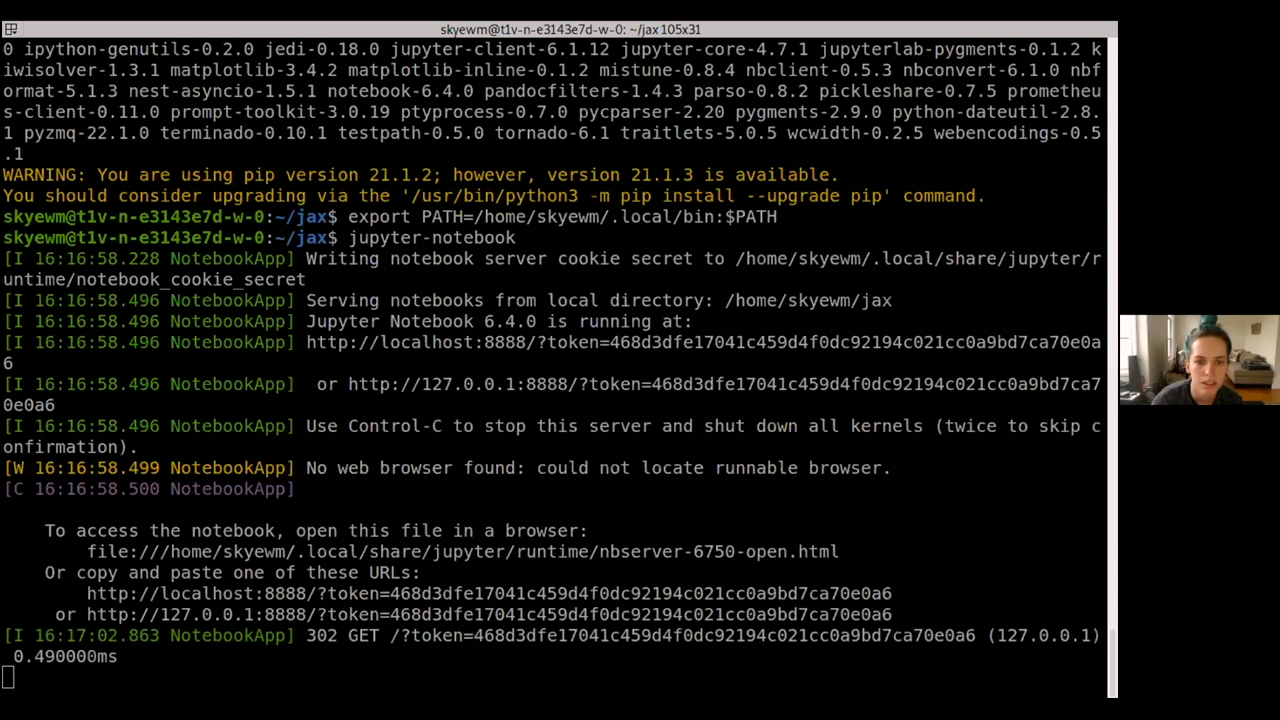 skyewm@t1v-n-e3143e7d-w-0: ~/jax 105x31
0 ipython-genutils-0.2.0 jedi-0.18.0 jupyter-client-6.1.12 jupyter-core-4.7.1 jupyterlab-pygments-0.1.2 k
iwisolver-1.3.1 matplotlib-3.4.2 matplotlib-inline-0.1.2 mistune-0.8.4 nbclient-0.5.3 nbconvert-6.1.0 nbf
ormat-5.1.3 nest-asyncio-1.5.1 notebook-6.4.0 pandocfilters-1.4.3 parso-0.8.2 pickleshare-0.7.5 prometheu
s-client-0.11.0 prompt-toolkit-3.0.19 ptyprocess-0.7.0 pycparser-2.20 pygments-2.9.0 python-dateutil-2.8.
1 pyzmq-22.1.0 terminado-0.10.1 testpath-0.5.0 tornado-6.1 traitlets-5.0.5 wcwidth-0.2.5 webencodings-0.5
.1
WARNING: You are using pip version 21.1.2; however, version 21.1.3 is available.
You should consider upgrading via the '/usr/bin/python3 -m pip install --upgrade pip' command.
skyewm@t1v-n-e3143e7d-w-0:~/jax$ export PATH=/home/skyewm/.local/bin:$PATH
skyewm@t1v-n-e3143e7d-w-0:~/jax$ jupyter-notebook
[I 16:16:58.228 NotebookApp] Writing notebook server cookie secret to /home/skyewm/.local/share/jupyter/r
untime/notebook_cookie_secret
[I 16:16:58.496 NotebookApp] Serving notebooks from local directory: /home/skyewm/jax
[I 16:16:58.496 NotebookApp] Jupyter Notebook 6.4.0 is running at:
[I 16:16:58.496 NotebookApp] http://localhost:8888/?token=468d3dfe17041c459d4f0dc92194c021cc0a9bd7ca70e0a
6
[I 16:16:58.496 NotebookApp]  or http://127.0.0.1:8888/?token=468d3dfe17041c459d4f0dc92194c021cc0a9bd7ca7
0e0a6
[I 16:16:58.496 NotebookApp] Use Control-C to stop this server and shut down all kernels (twice to skip c
onfirmation).
[W 16:16:58.499 NotebookApp] No web browser found: could not locate runnable browser.
[C 16:16:58.500 NotebookApp]
To access the notebook, open this file in a browser:
file:///home/skyewm/.local/share/jupyter/runtime/nbserver-6750-open.html
Or copy and paste one of these URLs:
http://localhost:8888/?token=468d3dfe17041c459d4f0dc92194c021cc0a9bd7ca70e0a6
or http://127.0.0.1:8888/?token=468d3dfe17041c459d4f0dc92194c021cc0a9bd7ca70e0a6
[I 16:17:02.863 NotebookApp] 302 GET /?token=468d3dfe17041c459d4f0dc92194c021cc0a9bd7ca70e0a6 (127.0.0.1)
0.490000ms